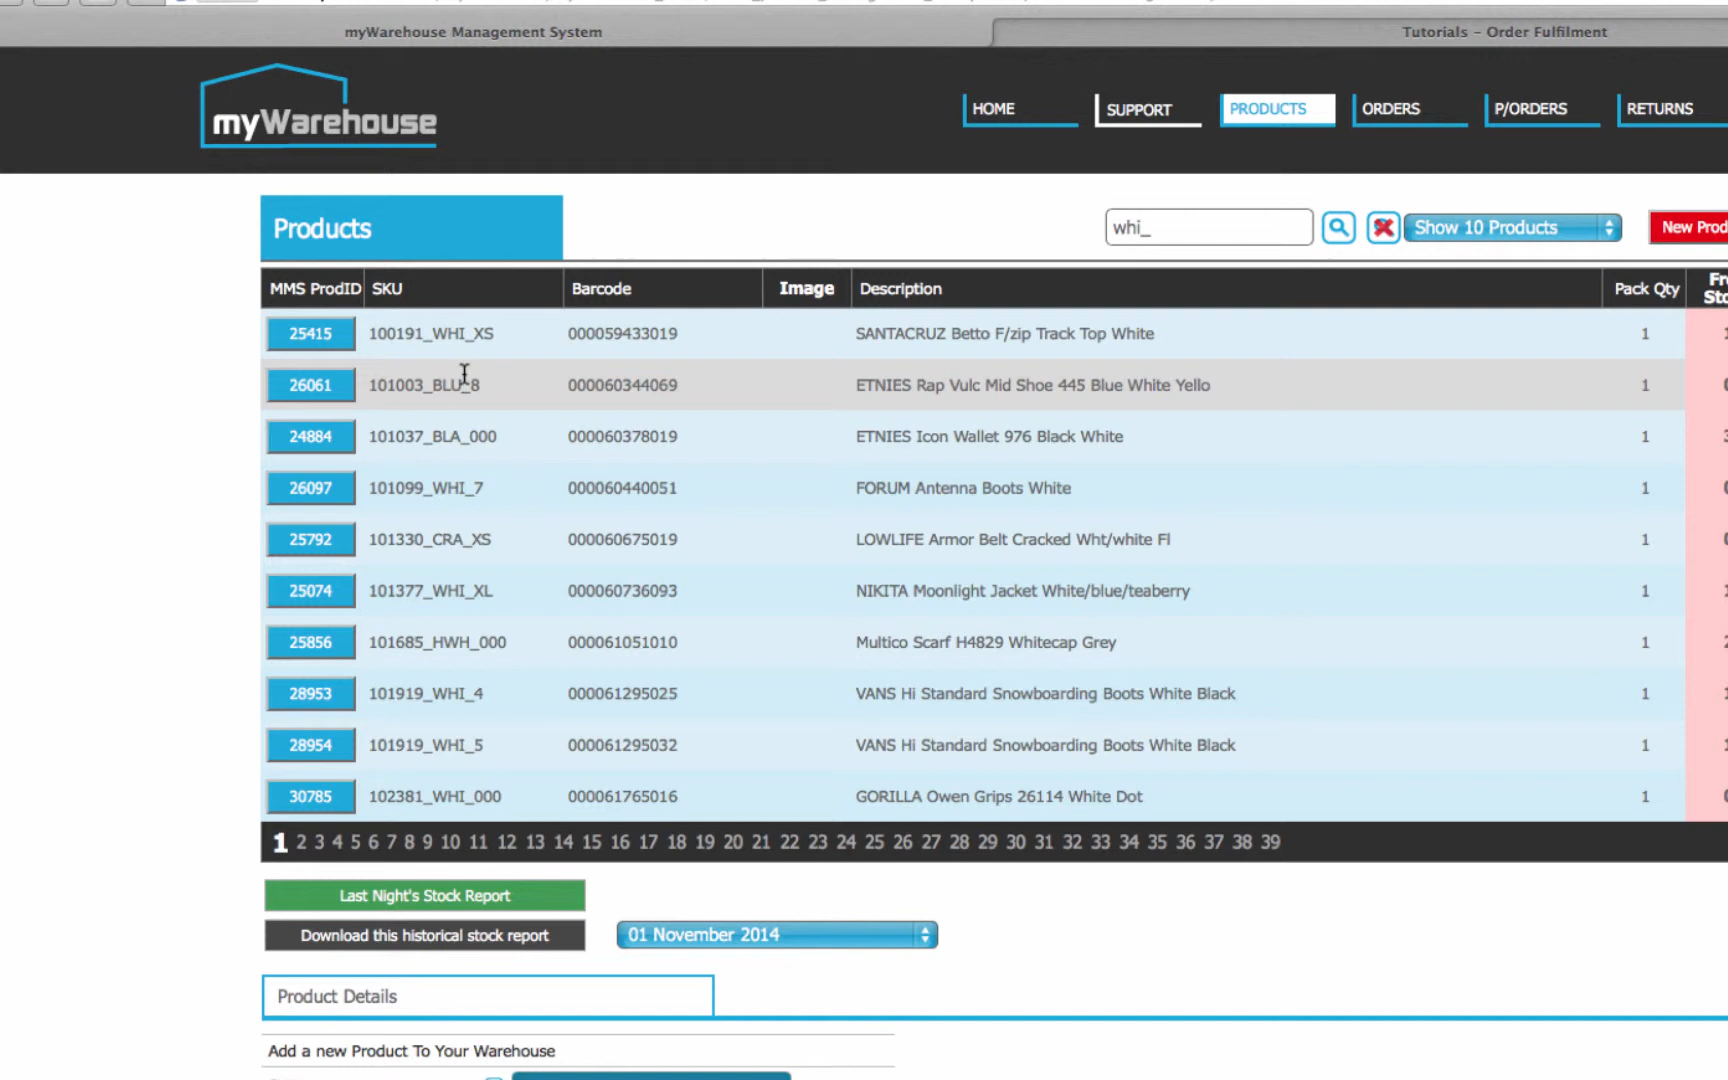 myWarehouse Management System Tutorials - Order Fulfilment
myWarehouse
HOME SUPPORT PRODUCTS ORDERS P/ORDERS RETURNS
Products whi_ Show 10 Products New Prod
MMS ProdID SKU Barcode Image Description Pack Qty
25415 100191_WHI_XS 000059433019 SANTACRUZ Betto F/zip Track Top White 1
26061 101003_BLU_8 000060344069 ETNIES Rap Vulc Mid Shoe 445 Blue White Yello 1
24884 101037_BLA_000 000060378019 ETNIES Icon Wallet 976 Black White 1
26097 101099_WHI_7 000060440051 FORUM Antenna Boots White 1
25792 101330_CRA_XS 000060675019 LOWLIFE Armor Belt Cracked Wht/white Fl 1
25074 101377_WHI_XL 000060736093 NIKITA Moonlight Jacket White/blue/teaberry 1
25856 101685_HWH_000 000061051010 Multico Scarf H4829 Whitecap Grey 1
28953 101919_WHI_4 000061295025 VANS Hi Standard Snowboarding Boots White Black 1
28954 101919_WHI_5 000061295032 VANS Hi Standard Snowboarding Boots White Black 1
30785 102381_WHI_000 000061765016 GORILLA Owen Grips 26114 White Dot 1
1 2 3 4 5 6 7 8 9 10 11 12 13 14 15 16 17 18 19 20 21 22 23 24 25 26 27 28 29 30 31 32 33 34 35 36 37 38 39
Last Night's Stock Report
Download this historical stock report 01 November 2014
Product Details
Add a new Product To Your Warehouse